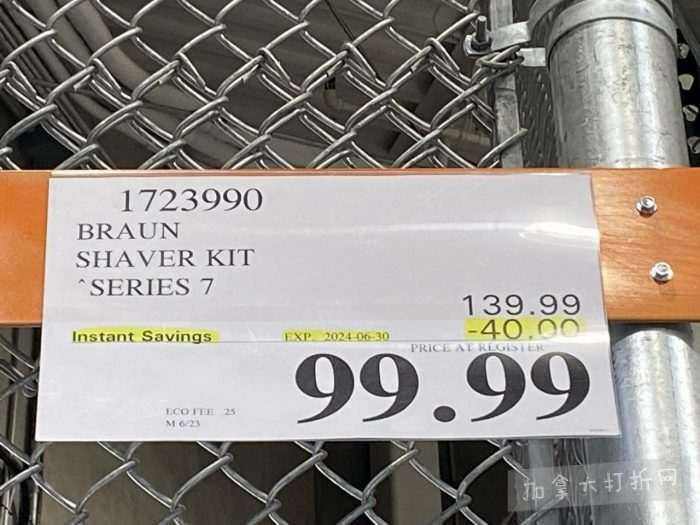 1723990
BRAUN
SHAVER KIT
^SERIES 7
139.99
Instant Savings EXP. 2024-06-30 -40.00
PRICE AT REGISTER
99.99
ECO FEE .25
M 6/23
加拿大打折网